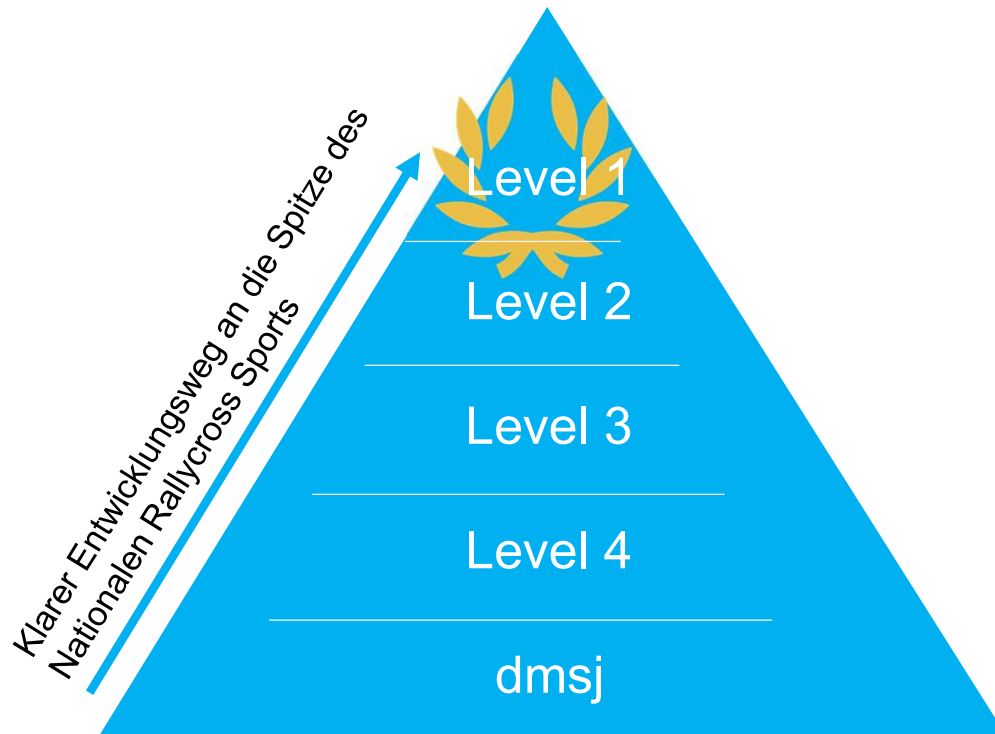 Klarer Entwicklungsweg an die Spitze des
Nationalen Rallycross Sports
Level 1
Level 2
Level 3
Level 4
dmsj